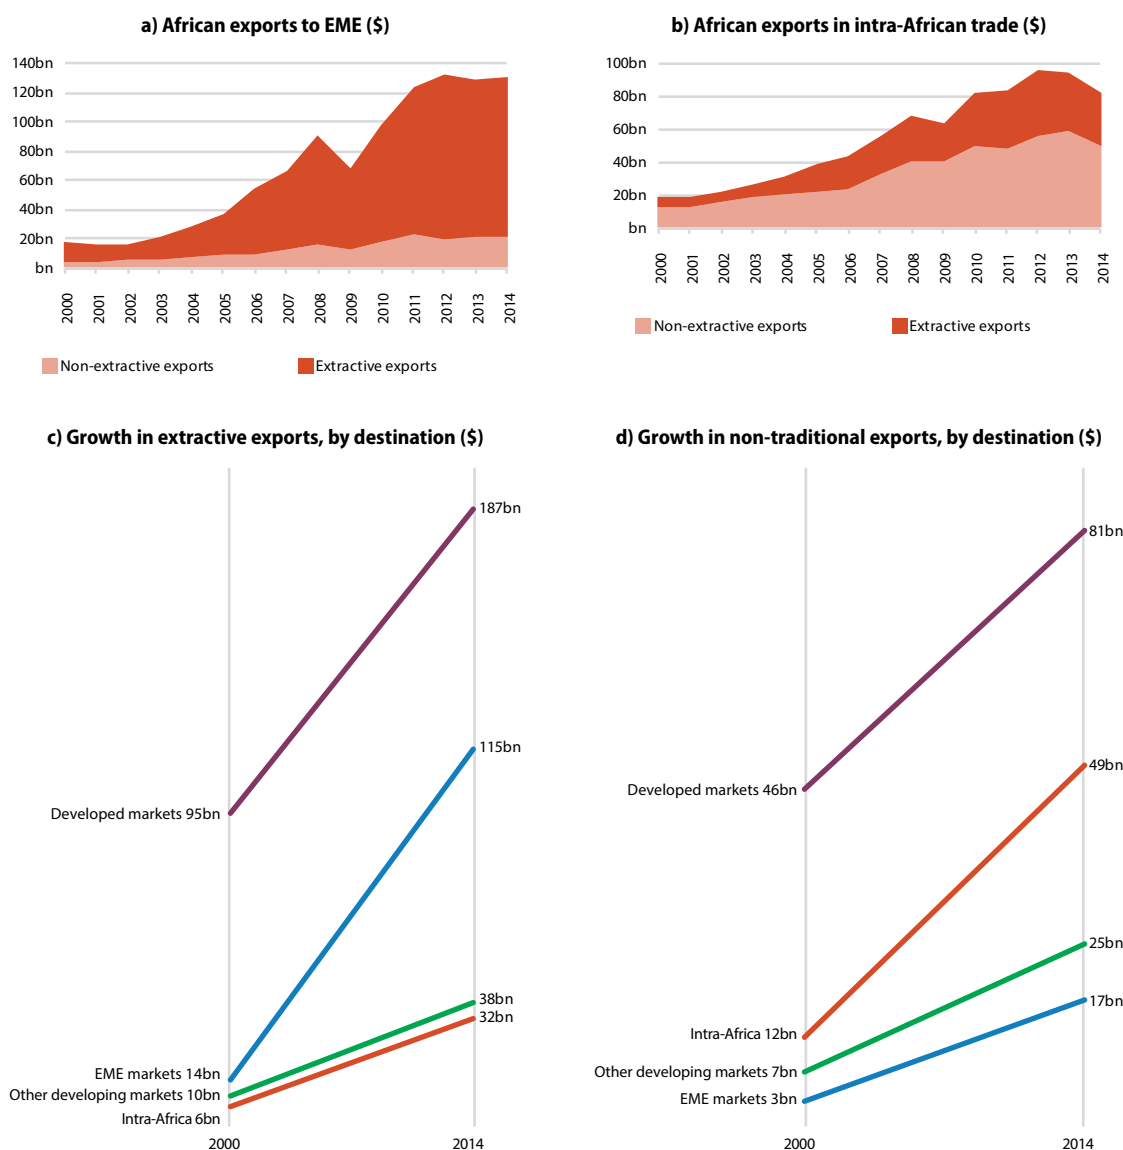 a) African exports to EME ($)
140bn
120bn
100bn
80bn
60bn
40bn
20bn
bn
2000
2001
2002
2003
2004
2005
2006
2007
2008
2009
2010
2011
2012
2013
2014
Non-extractive exports
Extractive exports
b) African exports in intra-African trade ($)
100bn
80bn
60bn
40bn
20bn
bn
2000
2001
2002
2003
2004
2005
2006
2007
2008
2009
2010
2011
2012
2013
2014
Non-extractive exports
Extractive exports
c) Growth in extractive exports, by destination ($)
187bn
115bn
Developed markets 95bn
38bn
32bn
EME markets 14bn
Other developing markets 10bn
Intra-Africa 6bn
2000
2014
d) Growth in non-traditional exports, by destination ($)
81bn
49bn
Developed markets 46bn
25bn
17bn
Intra-Africa 12bn
Other developing markets 7bn
EME markets 3bn
2000
2014